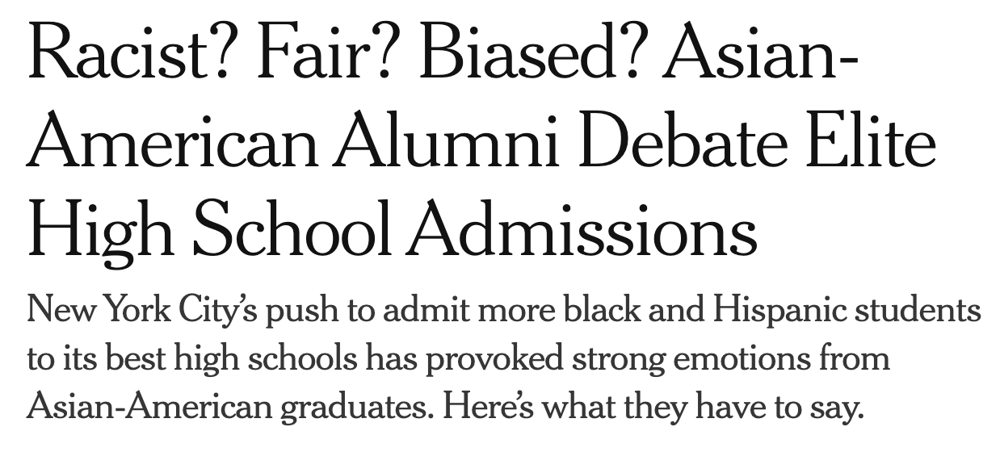 Racist? Fair? Biased? Asian-
American Alumni Debate Elite
High School Admissions
New York City’s push to admit more black and Hispanic students
to its best high schools has provoked strong emotions from
Asian-American graduates. Here’s what they have to say.